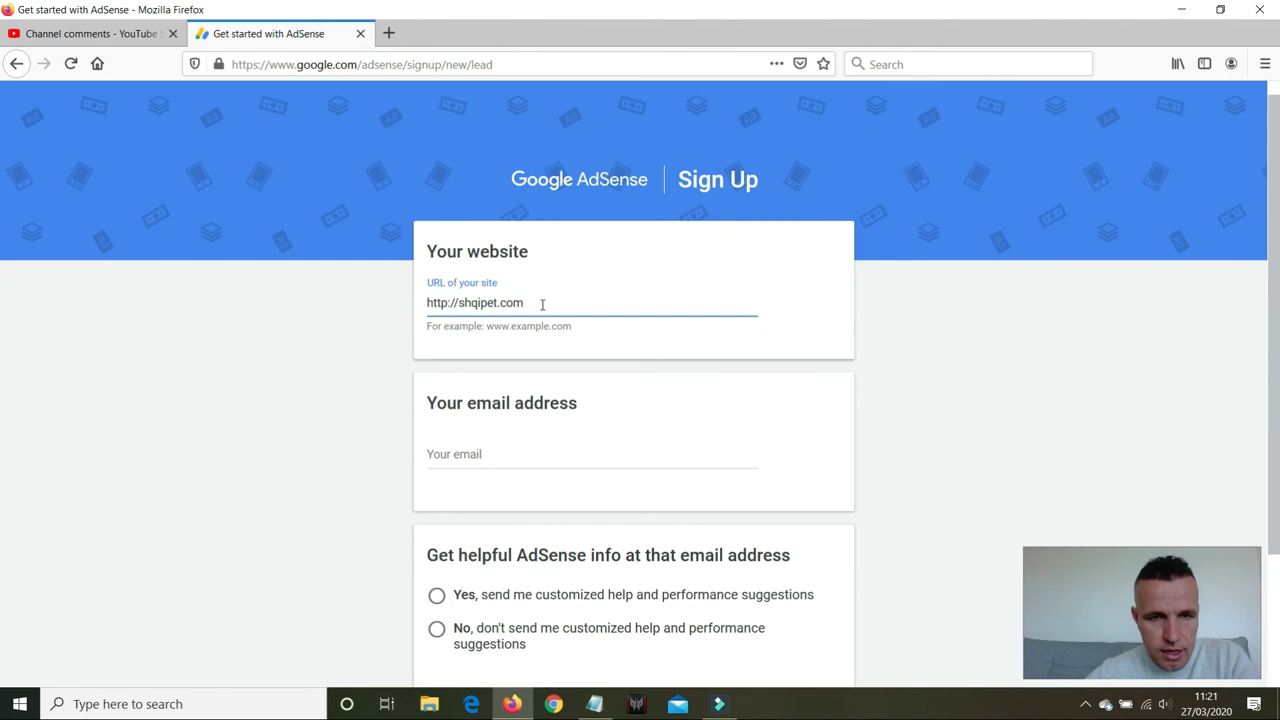 Get started with AdSense - Mozilla Firefox
Channel comments - YouTube
Get started with AdSense
https://www.google.com/adsense/signup/new/lead
Search
Google AdSense
Sign Up
Your website
URL of your site
http://shqipet.com
For example: www.example.com
Your email address
Your email
Get helpful AdSense info at that email address
Yes, send me customized help and performance suggestions
No, don't send me customized help and performance
suggestions
Type here to search
11:21
27/03/2020